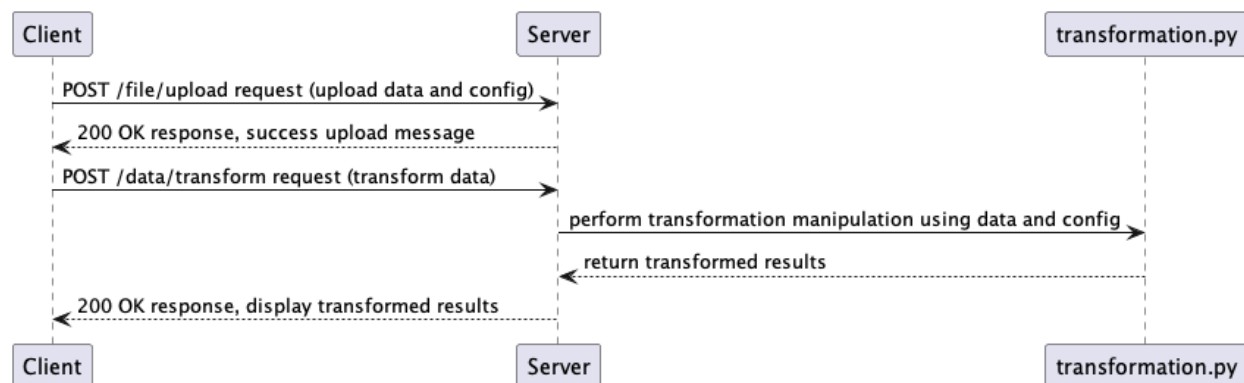 Client Server transformation.py
POST /file/upload request (upload data and config)
200 OK response, success upload message
POST /data/transform request (transform data)
perform transformation manipulation using data and config
return transformed results
200 OK response, display transformed results
Client Server transformation.py